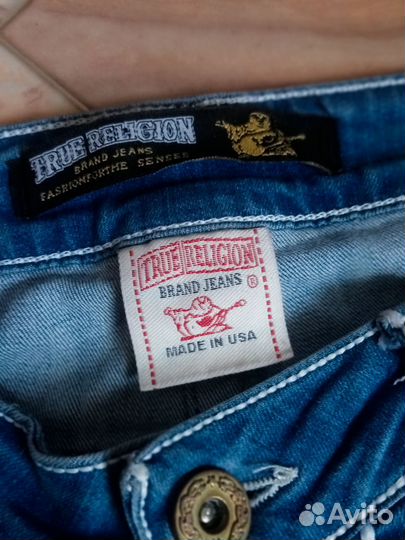 TRUE RELIGION
BRAND JEANS
FASHIONFORTHE SENSES
TRUE RELIGION
BRAND JEANS ®
MADE IN USA
Avito